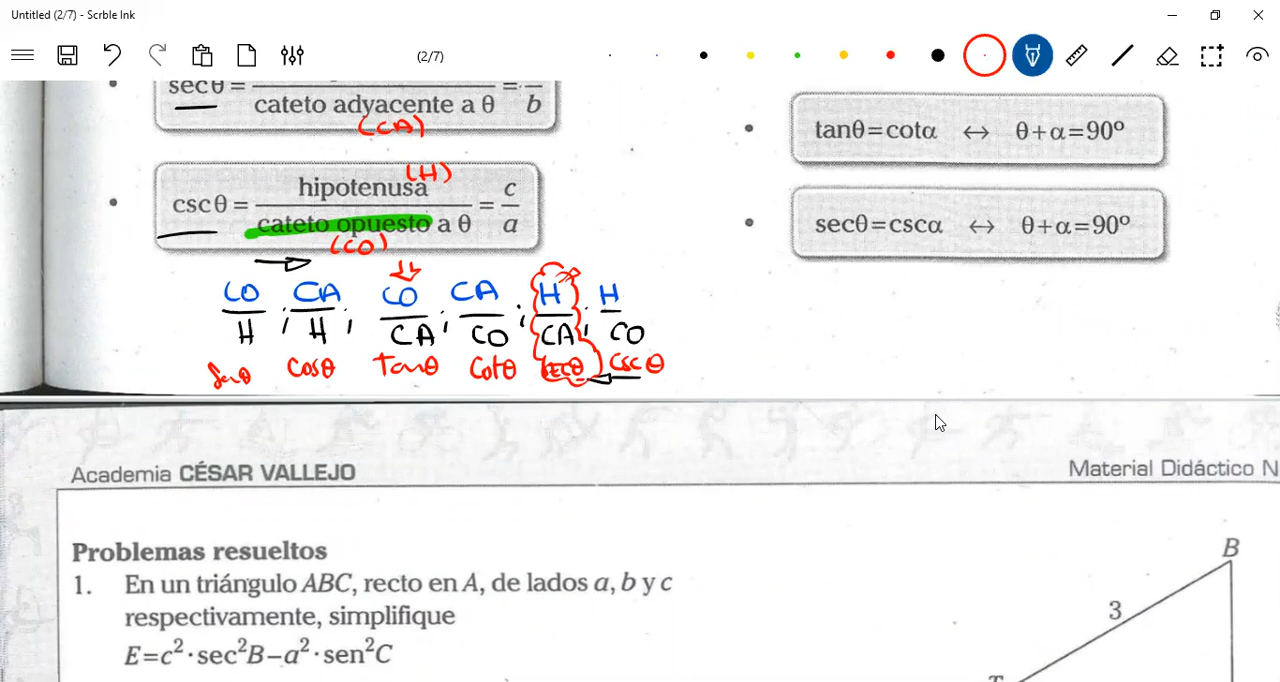 Untitled (2/7) - Scrble Ink
(2/7)
secθ =
cateto adyacente a θ
= 
b
(CA)
(H)
cscθ = hipotenusa / cateto opuesto a θ = c / a
(CO)
CO / H ; CA / H ; CO / CA ; CA / CO ; H / CA ; H / CO
Senθ Cosθ Tanθ Cotθ Secθ Cscθ
tanθ=cotα ↔ θ+α=90º
secθ=cscα ↔ θ+α=90º
Academia CÉSAR VALLEJO
Material Didáctico N
Problemas resueltos
1. En un triángulo ABC, recto en A, de lados a, b y c
respectivamente, simplifique
E=c²·sec²B–a²·sen²C
B
3